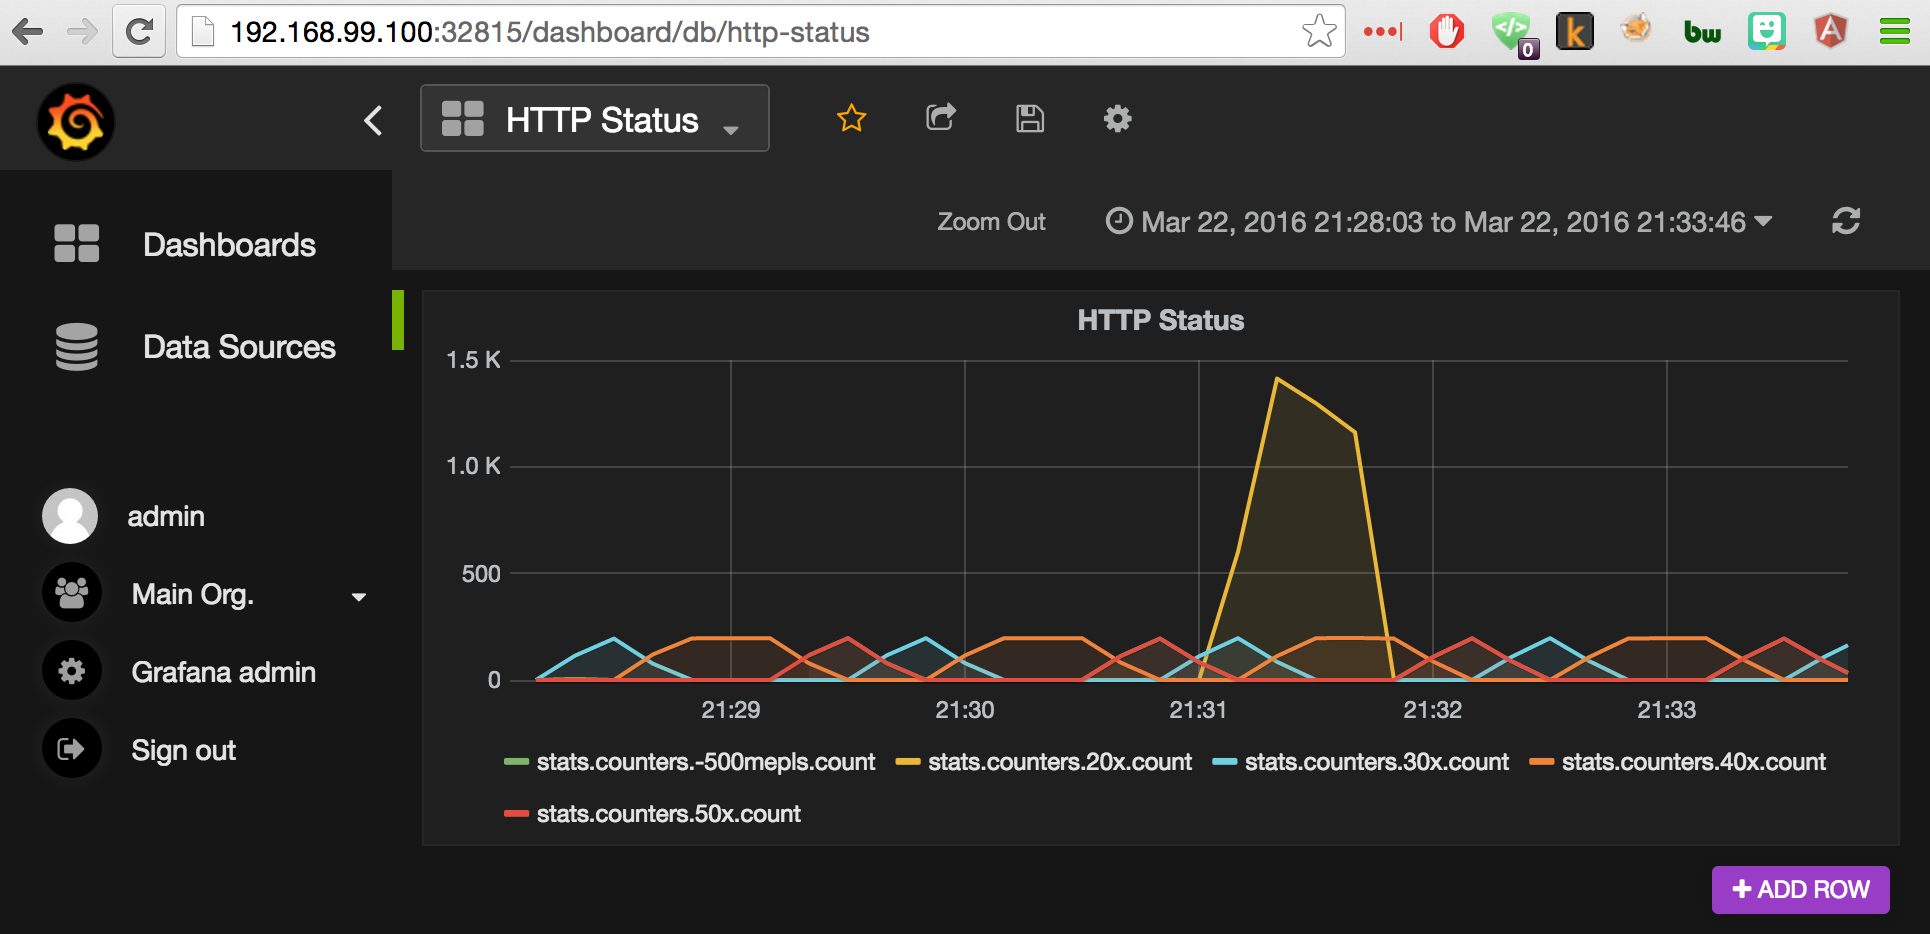 192.168.99.100:32815/dashboard/db/http-status
0
k
bw
A
HTTP Status
Zoom Out
Mar 22, 2016 21:28:03 to Mar 22, 2016 21:33:46
Dashboards
Data Sources
admin
Main Org.
Grafana admin
Sign out
HTTP Status
1.5 K
1.0 K
500
0
21:29 21:30 21:31 21:32 21:33
stats.counters.-500mepls.count stats.counters.20x.count stats.counters.30x.count stats.counters.40x.count
stats.counters.50x.count
+ ADD ROW